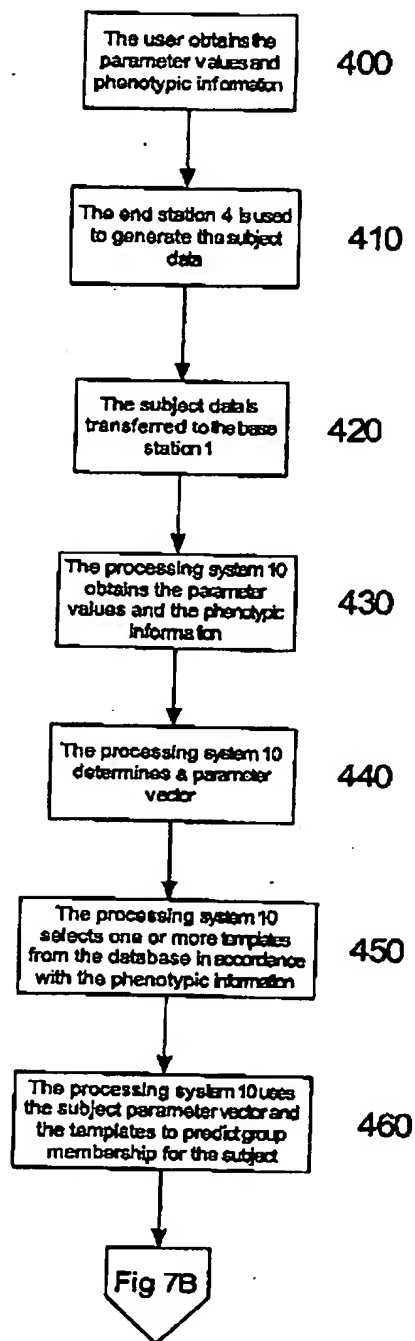 The user obtains the
parameter values and
phenotypic information
400
The end station 4 is used
to generate the subject
data
410
The subject data is
transferred to the base
station 1
420
The processing system 10
obtains the parameter
values and the phenotypic
information
430
The processing system 10
determines a parameter
vector
440
The processing system 10
selects one or more templates
from the database in accordance
with the phenotypic information
450
The processing system 10 uses
the subject parameter vector and
the templates to predict group
membership for the subject
460
Fig 7B